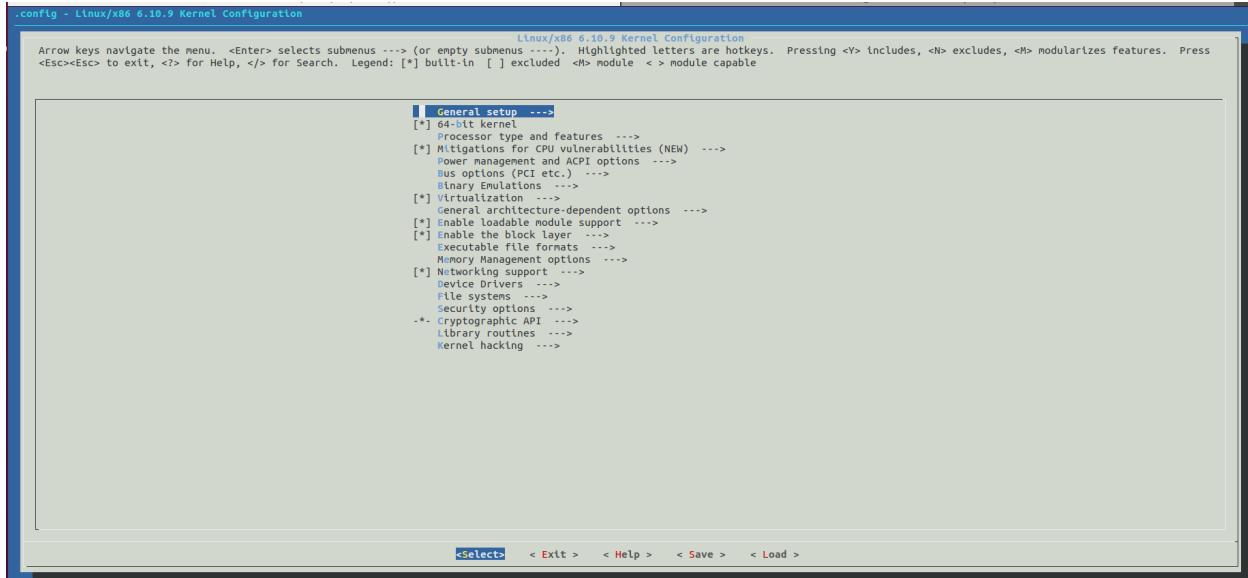 .config - Linux/x86 6.10.9 Kernel Configuration
Linux/x86 6.10.9 Kernel Configuration
Arrow keys navigate the menu.  <Enter> selects submenus ---> (or empty submenus ----).  Highlighted letters are hotkeys.  Pressing <Y> includes, <N> excludes, <M> modularizes features.  Press
<Esc><Esc> to exit, <?> for Help, </> for Search.  Legend: [*] built-in  [ ] excluded  <M> module  < > module capable
General setup  --->
[*] 64-bit kernel
Processor type and features  --->
[*] Mitigations for CPU vulnerabilities (NEW)  --->
Power management and ACPI options  --->
Bus options (PCI etc.)  --->
Binary Emulations  --->
[*] Virtualization  --->
General architecture-dependent options  --->
[*] Enable loadable module support  --->
[*] Enable the block layer  --->
Executable file formats  --->
Memory Management options  --->
[*] Networking support  --->
Device Drivers  --->
File systems  --->
Security options  --->
-*- Cryptographic API  --->
Library routines  --->
Kernel hacking  --->
<Select>    < Exit >    < Help >    < Save >    < Load >